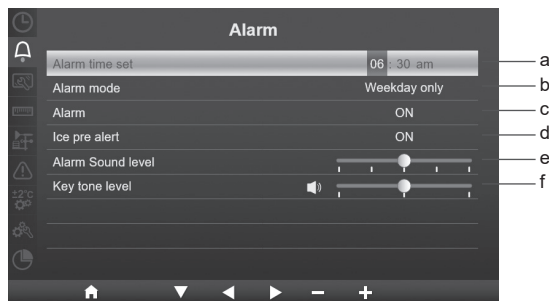 Alarm
Alarm time set 06 : 30 am a
Alarm mode Weekday only b
Alarm ON c
Ice pre alert ON d
Alarm Sound level e
Key tone level f
±2°C